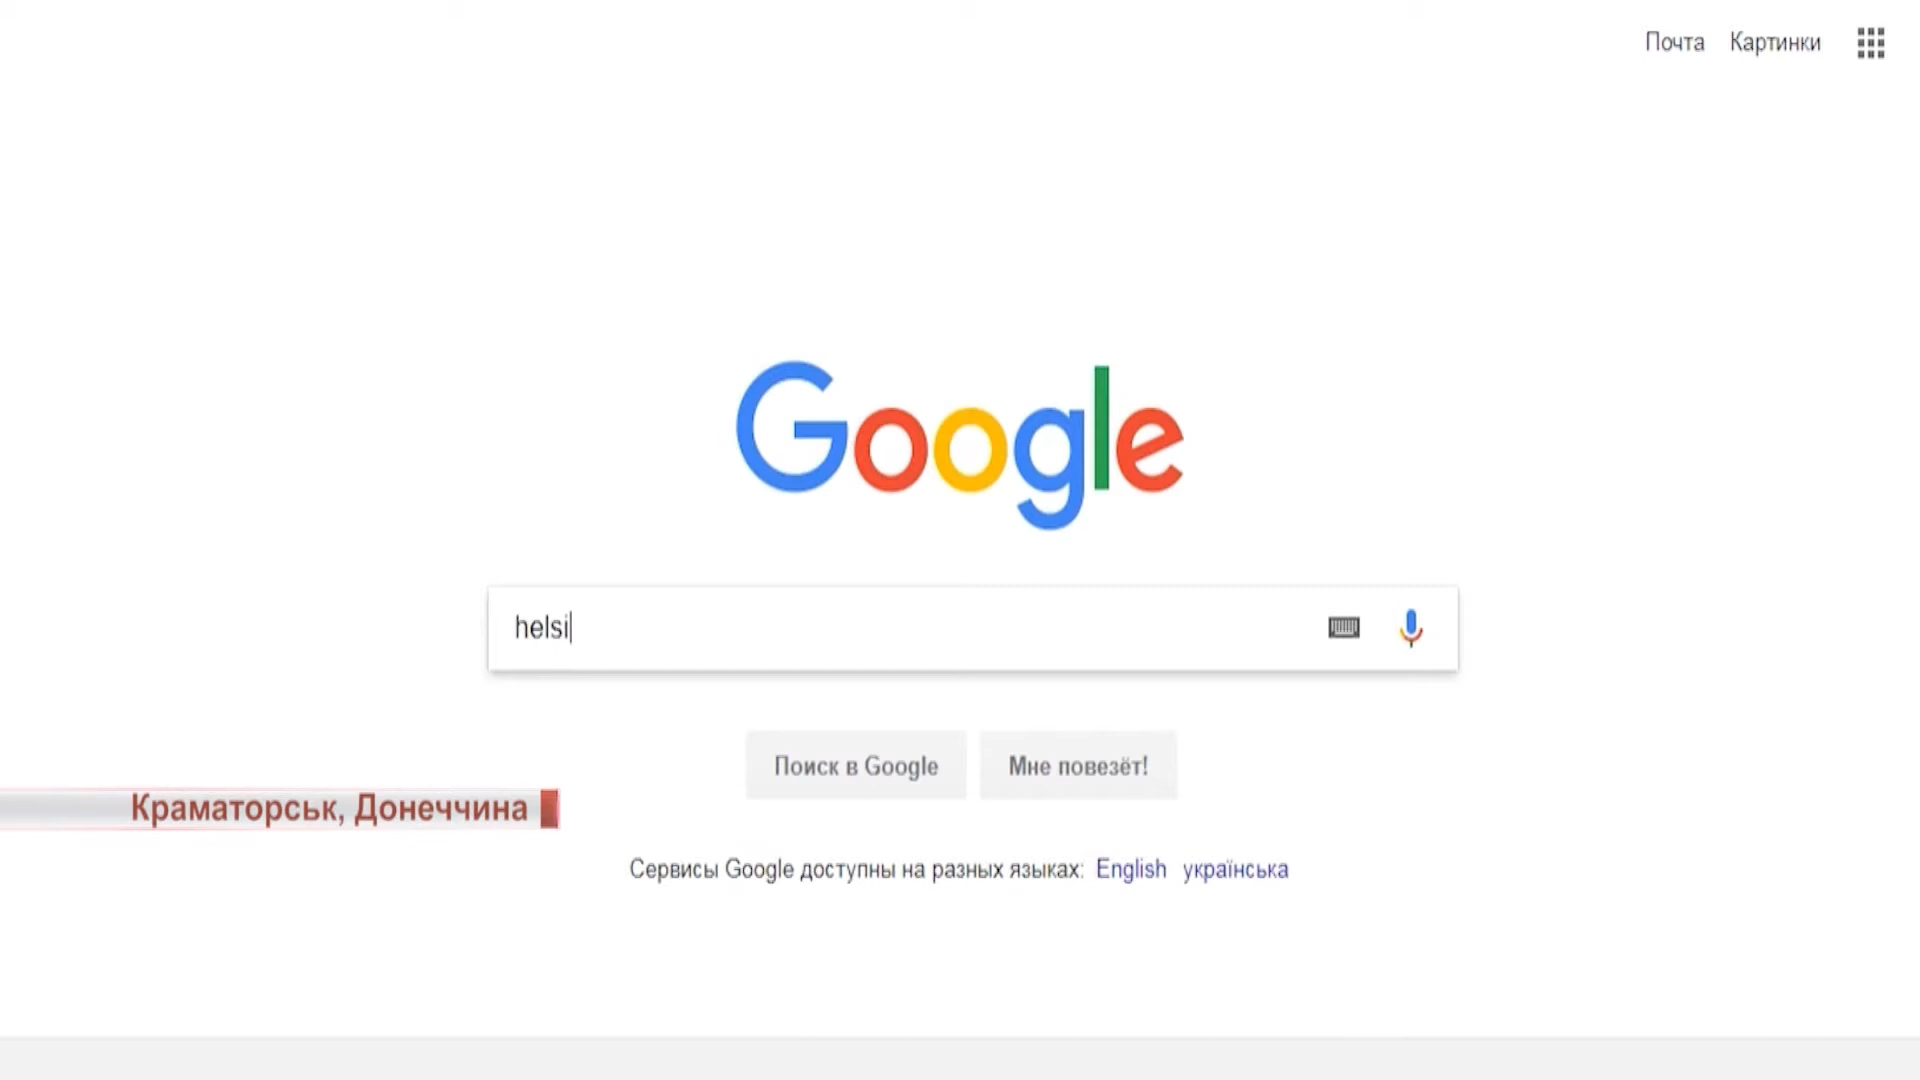 Почта Картинки
Google
helsi
Поиск в Google Мне повезёт!
Краматорськ, Донеччина
Сервисы Google доступны на разных языках: English українська